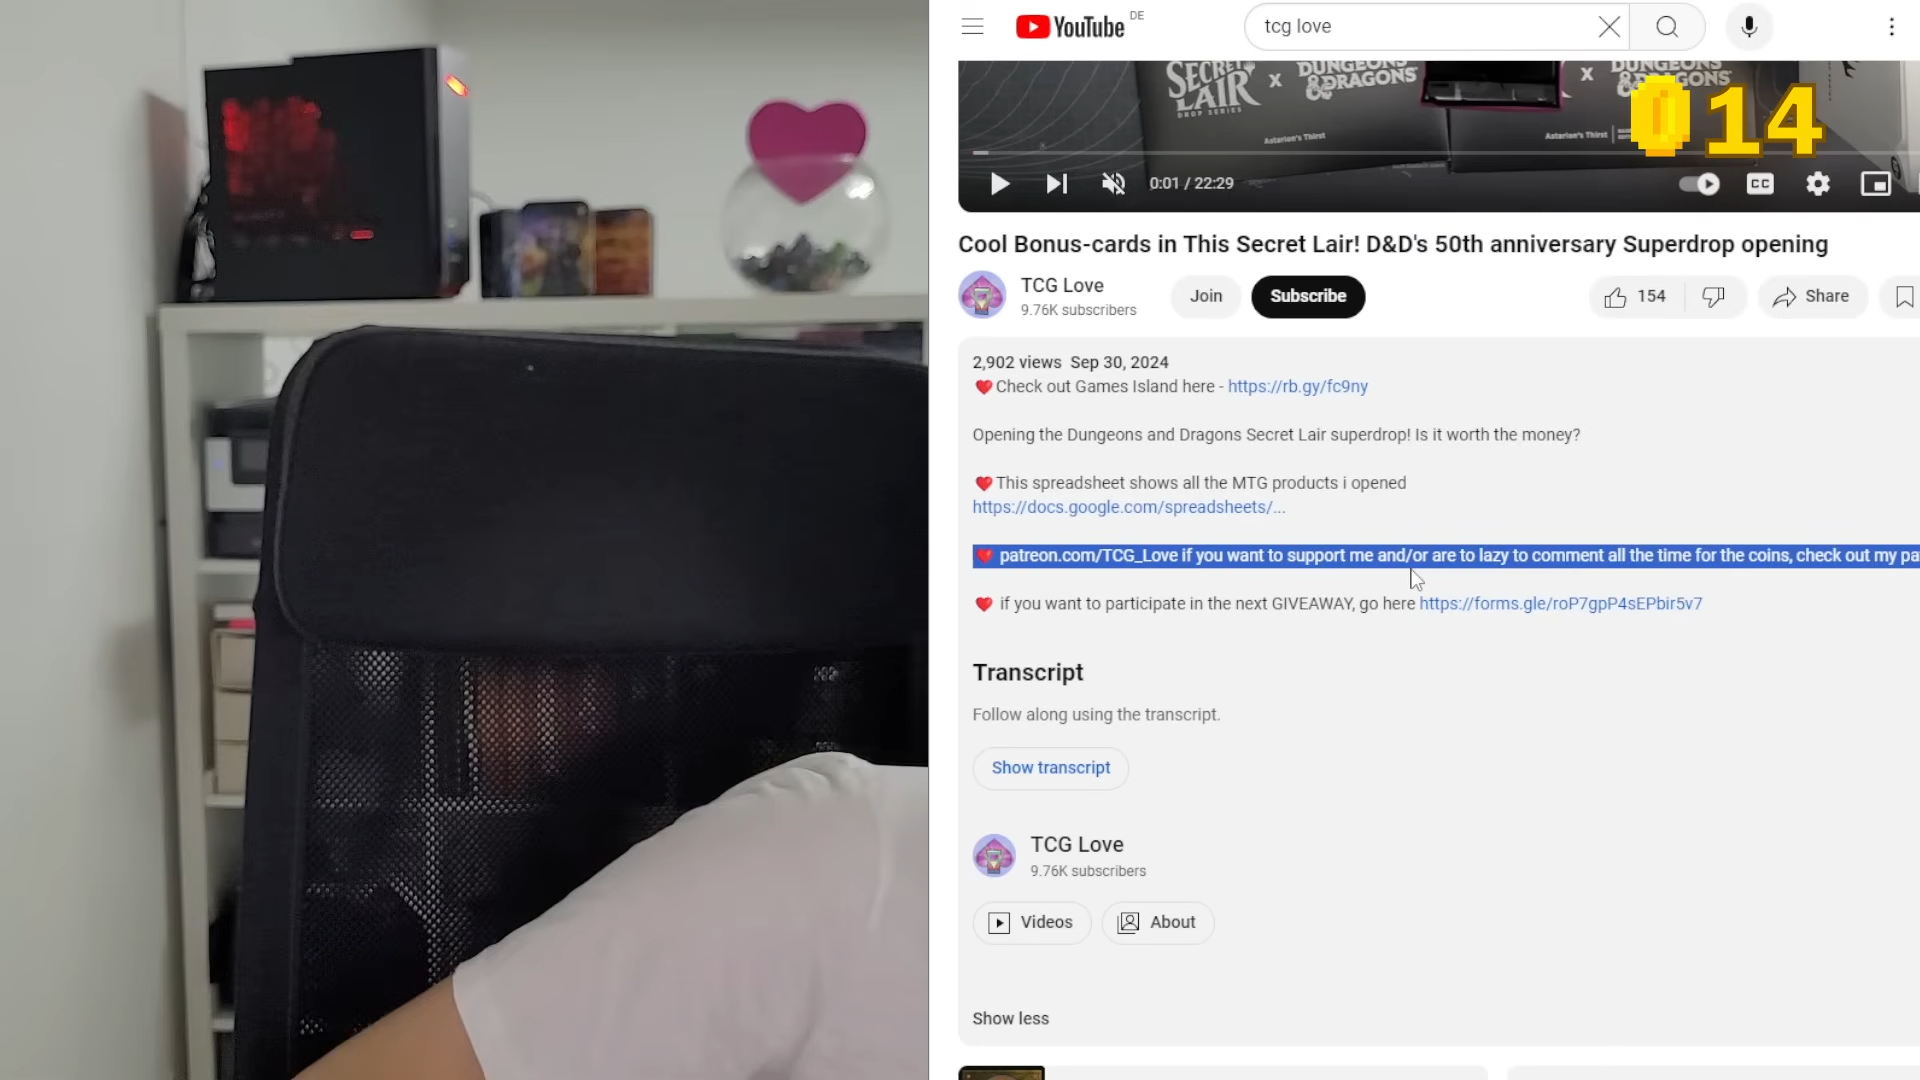 YouTube DE
tcg love
SECRET LAIR X DUNGEONS & DRAGONS X DUNGEONS & DRAGONS
DROP SERIES
Astarion's Thirst
Astarion's Thirst
14
0:01 / 22:29
CC
Cool Bonus-cards in This Secret Lair! D&D's 50th anniversary Superdrop opening
TCG Love
9.76K subscribers
Join
Subscribe
154
Share
2,902 views Sep 30, 2024
❤️Check out Games Island here - https://rb.gy/fc9ny
Opening the Dungeons and Dragons Secret Lair superdrop! Is it worth the money?
❤️This spreadsheet shows all the MTG products i opened
https://docs.google.com/spreadsheets/...
❤️ patreon.com/TCG_Love if you want to support me and/or are to lazy to comment all the time for the coins, check out my pa
❤️ if you want to participate in the next GIVEAWAY, go here https://forms.gle/roP7gpP4sEPbir5v7
Transcript
Follow along using the transcript.
Show transcript
TCG Love
9.76K subscribers
Videos
About
Show less